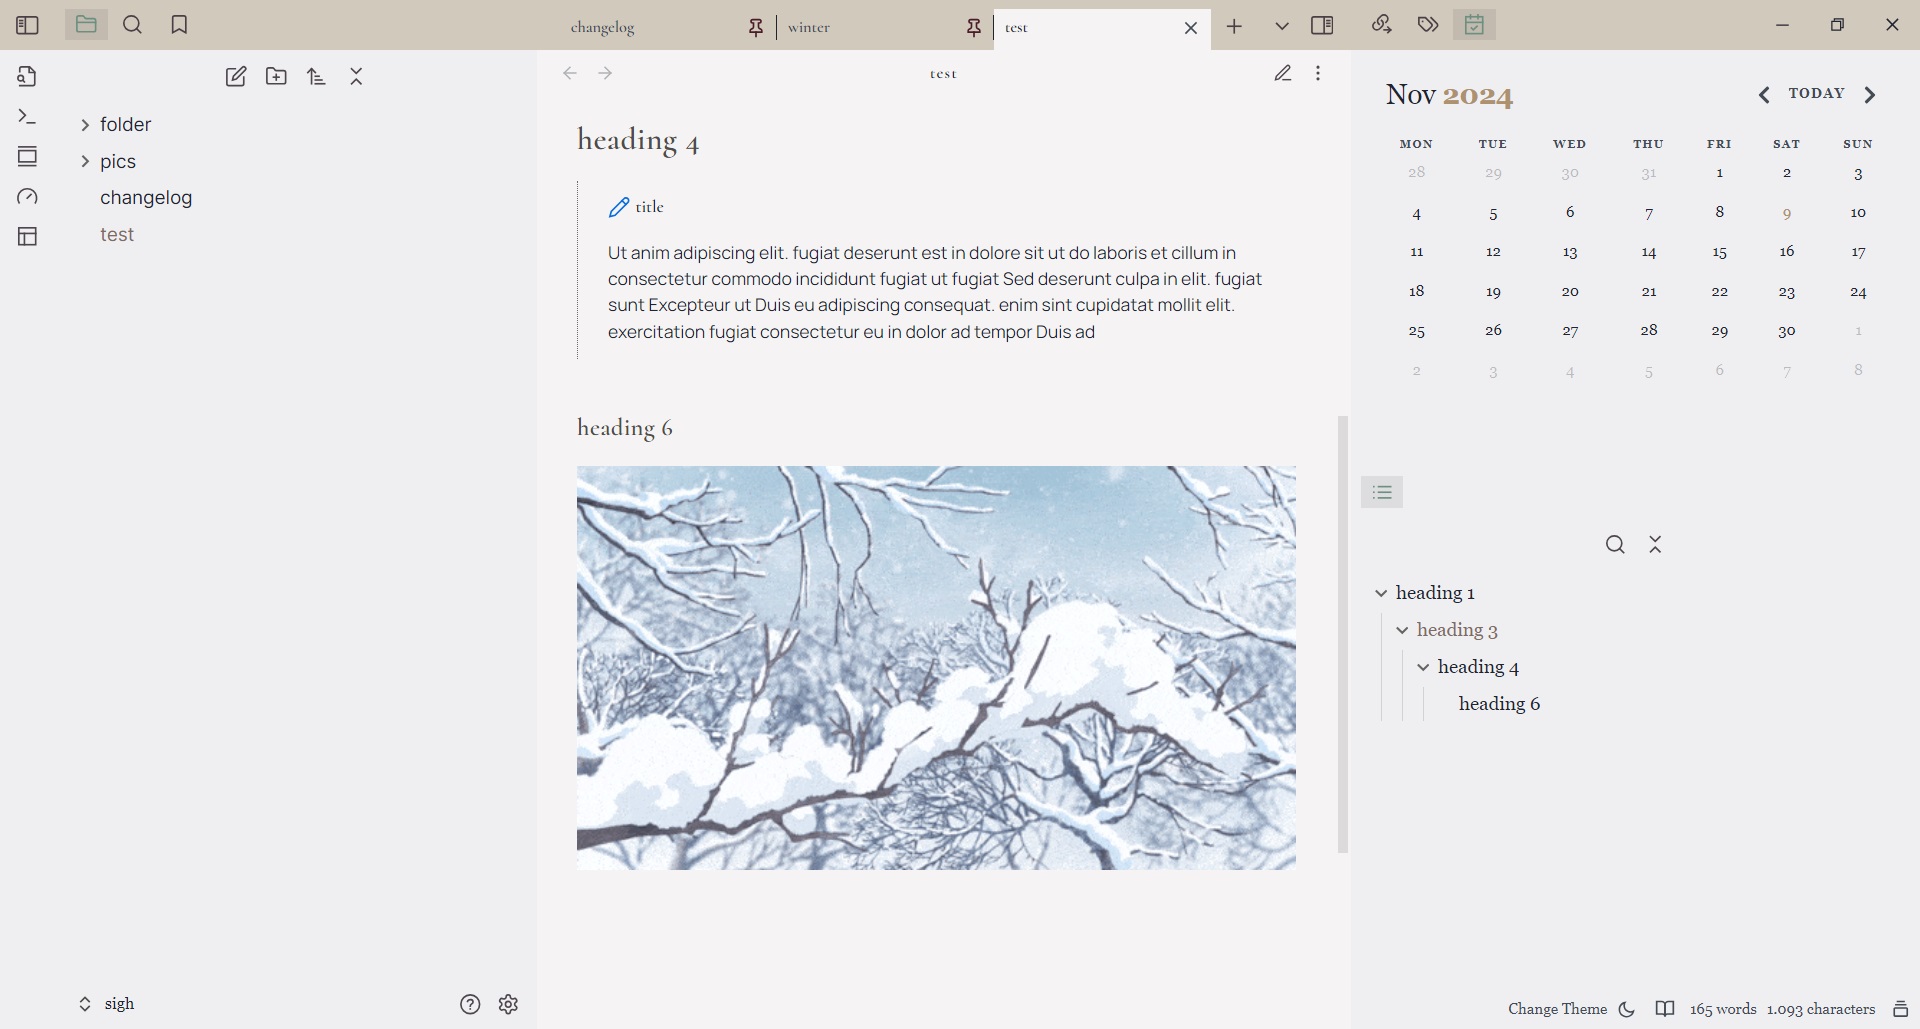 changelog
winter
test
folder
pics
changelog
test
sigh
test
heading 4
title
Ut anim adipiscing elit. fugiat deserunt est in dolore sit ut do laboris et cillum in
consectetur commodo incididunt fugiat ut fugiat Sed deserunt culpa in elit. fugiat
sunt Excepteur ut Duis eu adipiscing consequat. enim sint cupidatat mollit elit.
exercitation fugiat consectetur eu in dolor ad tempor Duis ad
heading 6
Nov 2024
TODAY
MON TUE WED THU FRI SAT SUN
28 29 30 31 1 2 3
4 5 6 7 8 9 10
11 12 13 14 15 16 17
18 19 20 21 22 23 24
25 26 27 28 29 30 1
2 3 4 5 6 7 8
heading 1
heading 3
heading 4
heading 6
Change Theme 165 words 1.093 characters